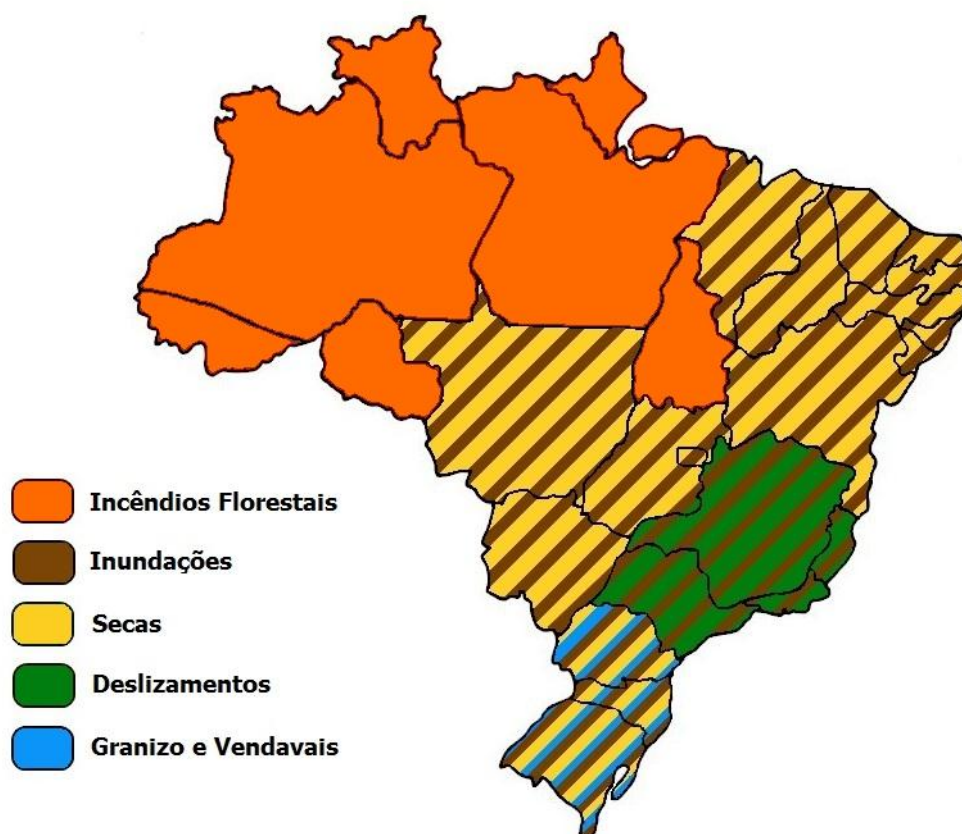 Incêndios Florestais
Inundações
Secas
Deslizamentos
Granizo e Vendavais